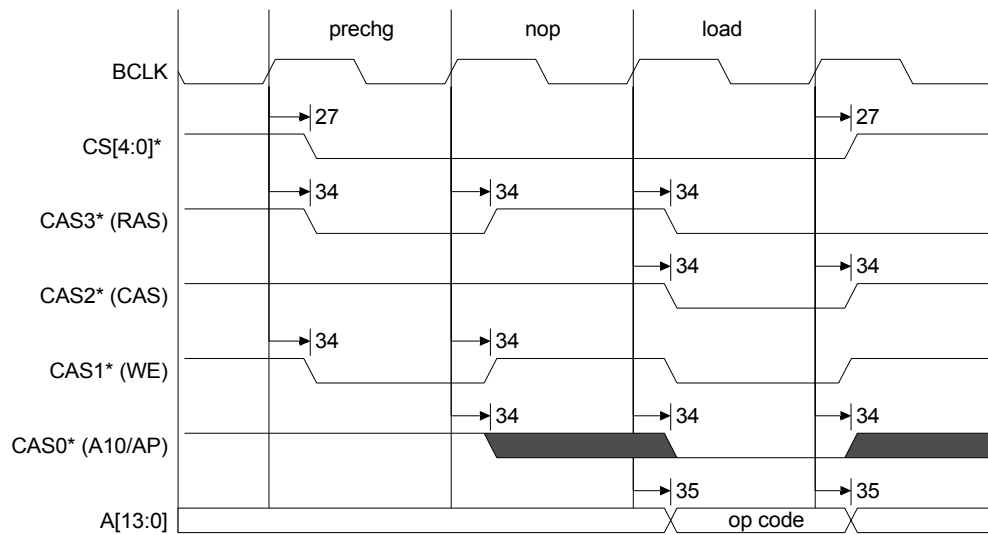 prechg nop load
BCLK
27 27
CS[4:0]*
34 34 34
CAS3* (RAS)
34 34
CAS2* (CAS)
34 34
CAS1* (WE)
34 34 34
CAS0* (A10/AP)
35 35
A[13:0] op code